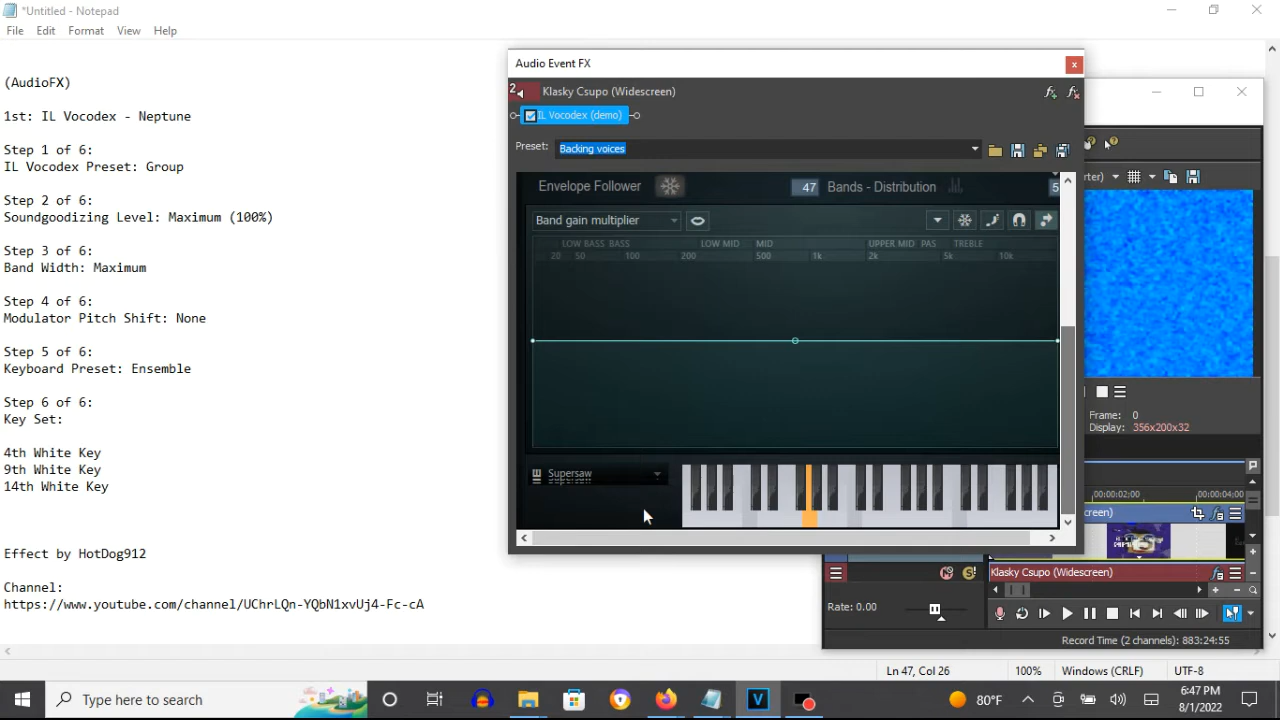 *Untitled - Notepad
File Edit Format View Help
(AudioFX)
1st: IL Vocodex - Neptune
Step 1 of 6:
IL Vocodex Preset: Group
Step 2 of 6:
Soundgoodizing Level: Maximum (100%)
Step 3 of 6:
Band Width: Maximum
Step 4 of 6:
Modulator Pitch Shift: None
Step 5 of 6:
Keyboard Preset: Ensemble
Step 6 of 6:
Key Set:
4th White Key
9th White Key
14th White Key
Effect by HotDog912
Channel:
https://www.youtube.com/channel/UChrLQn-YQbN1xvUj4-Fc-cA
Ln 47, Col 26 100% Windows (CRLF) UTF-8
Audio Event FX
2 Klasky Csupo (Widescreen)
IL Vocodex (demo)
Preset: Backing voices
Envelope Follower 47 Bands - Distribution 5
Band gain multiplier
LOW BASS BASS LOW MID MID UPPER MID PAS TREBLE
20 50 100 200 500 1k 2k 5k 10k
Supersaw
rter)
Frame: 0
Display: 356x200x32
00:00:02;00 00:00:04;00
creen)
Klasky Csupo (Widescreen)
Rate: 0.00
Record Time (2 channels): 883:24:55
Type here to search
80°F
6:47 PM
8/1/2022